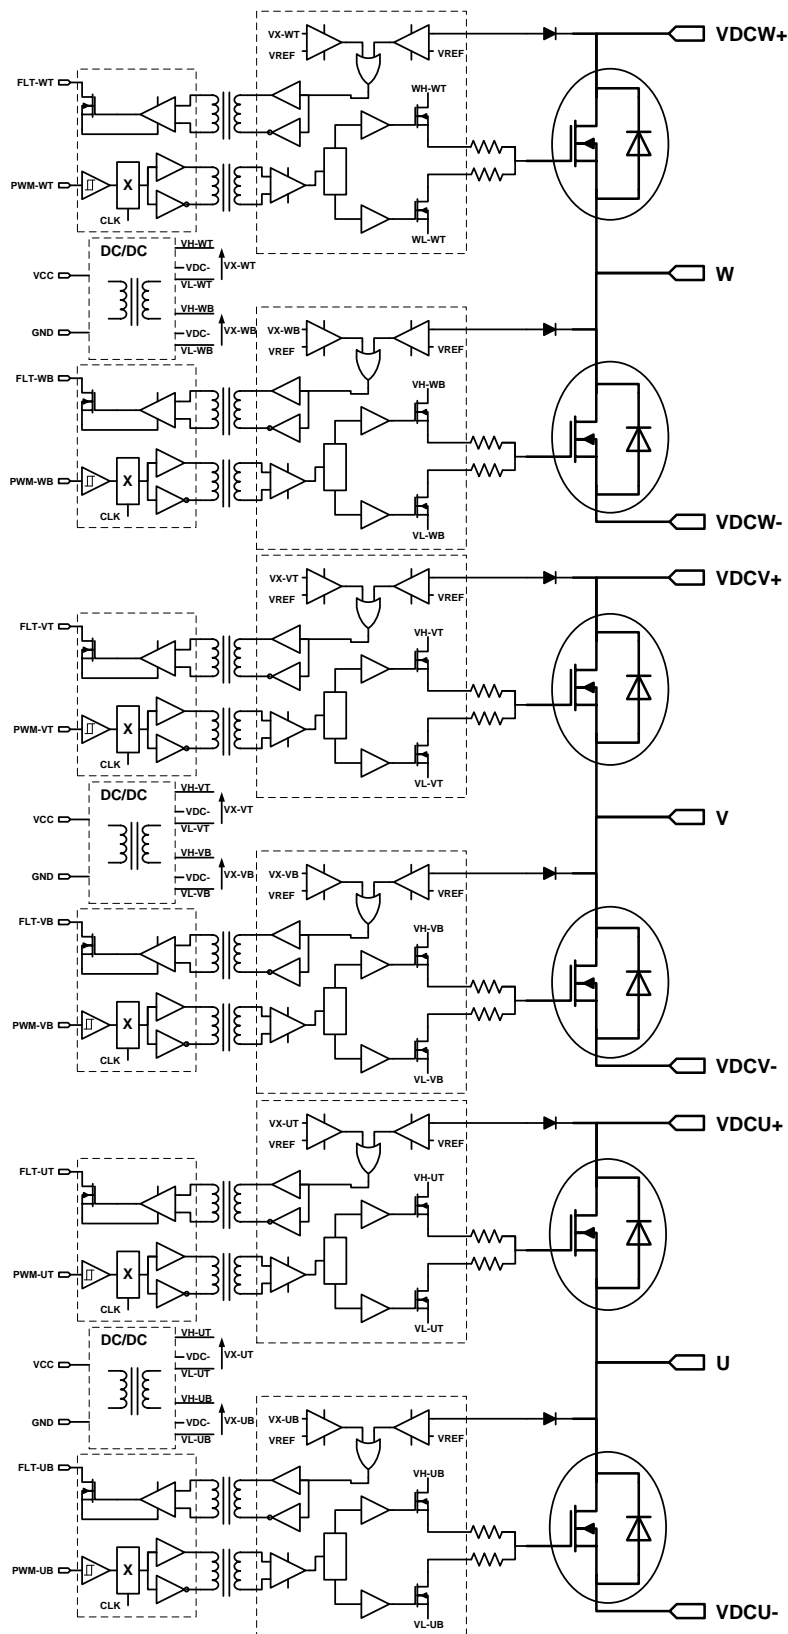 VX-WT
VREF
VREF
VDCW+
FLT-WT
WH-WT
PWM-WT
X
CLK
WL-WT
DC/DC
VH-WT
VDC-
VL-WT
VX-WT
VCC
W
VH-WB
VDC-
VL-WB
VX-WB
GND
VX-WB
VREF
VREF
FLT-WB
VH-WB
PWM-WB
X
CLK
VL-WB
VDCW-
VX-VT
VREF
VREF
VDCV+
FLT-VT
VH-VT
PWM-VT
X
CLK
VL-VT
DC/DC
VH-VT
VDC-
VL-VT
VX-VT
VCC
V
VH-VB
VDC-
VL-VB
VX-VB
GND
VX-VB
VREF
VREF
FLT-VB
VH-VB
PWM-VB
X
CLK
VL-VB
VDCV-
VX-UT
VREF
VREF
VDCU+
FLT-UT
VH-UT
PWM-UT
X
CLK
VL-UT
DC/DC
VH-UT
VDC-
VL-UT
VX-UT
VCC
U
VH-UB
VDC-
VL-UB
VX-UB
GND
VX-UB
VREF
VREF
FLT-UB
VH-UB
PWM-UB
X
CLK
VL-UB
VDCU-